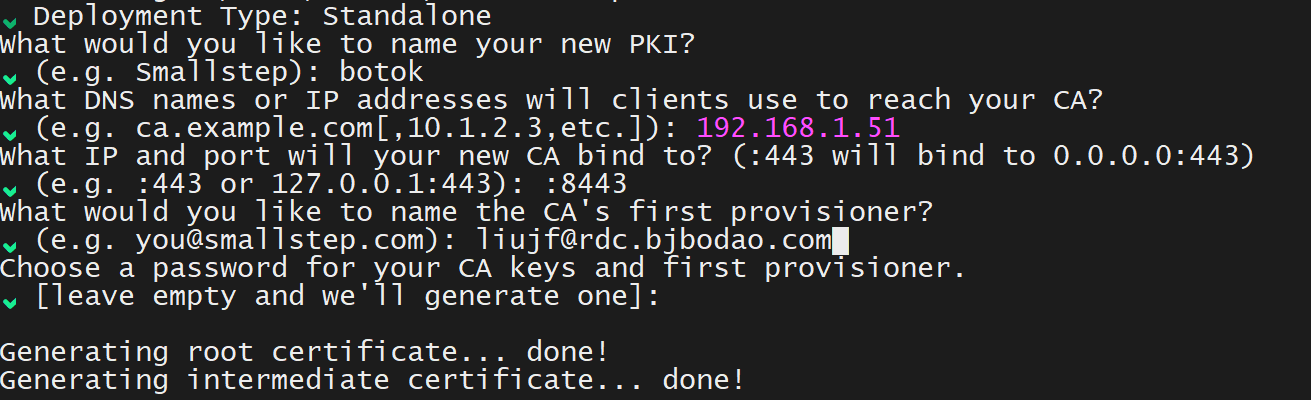 Deployment Type: Standalone
What would you like to name your new PKI?
(e.g. Smallstep): botok
What DNS names or IP addresses will clients use to reach your CA?
(e.g. ca.example.com[,10.1.2.3,etc.]): 192.168.1.51
What IP and port will your new CA bind to? (:443 will bind to 0.0.0.0:443)
(e.g. :443 or 127.0.0.1:443): :8443
What would you like to name the CA's first provisioner?
(e.g. you@smallstep.com): liujf@rdc.bjbodao.com
Choose a password for your CA keys and first provisioner.
[leave empty and we'll generate one]:
Generating root certificate... done!
Generating intermediate certificate... done!